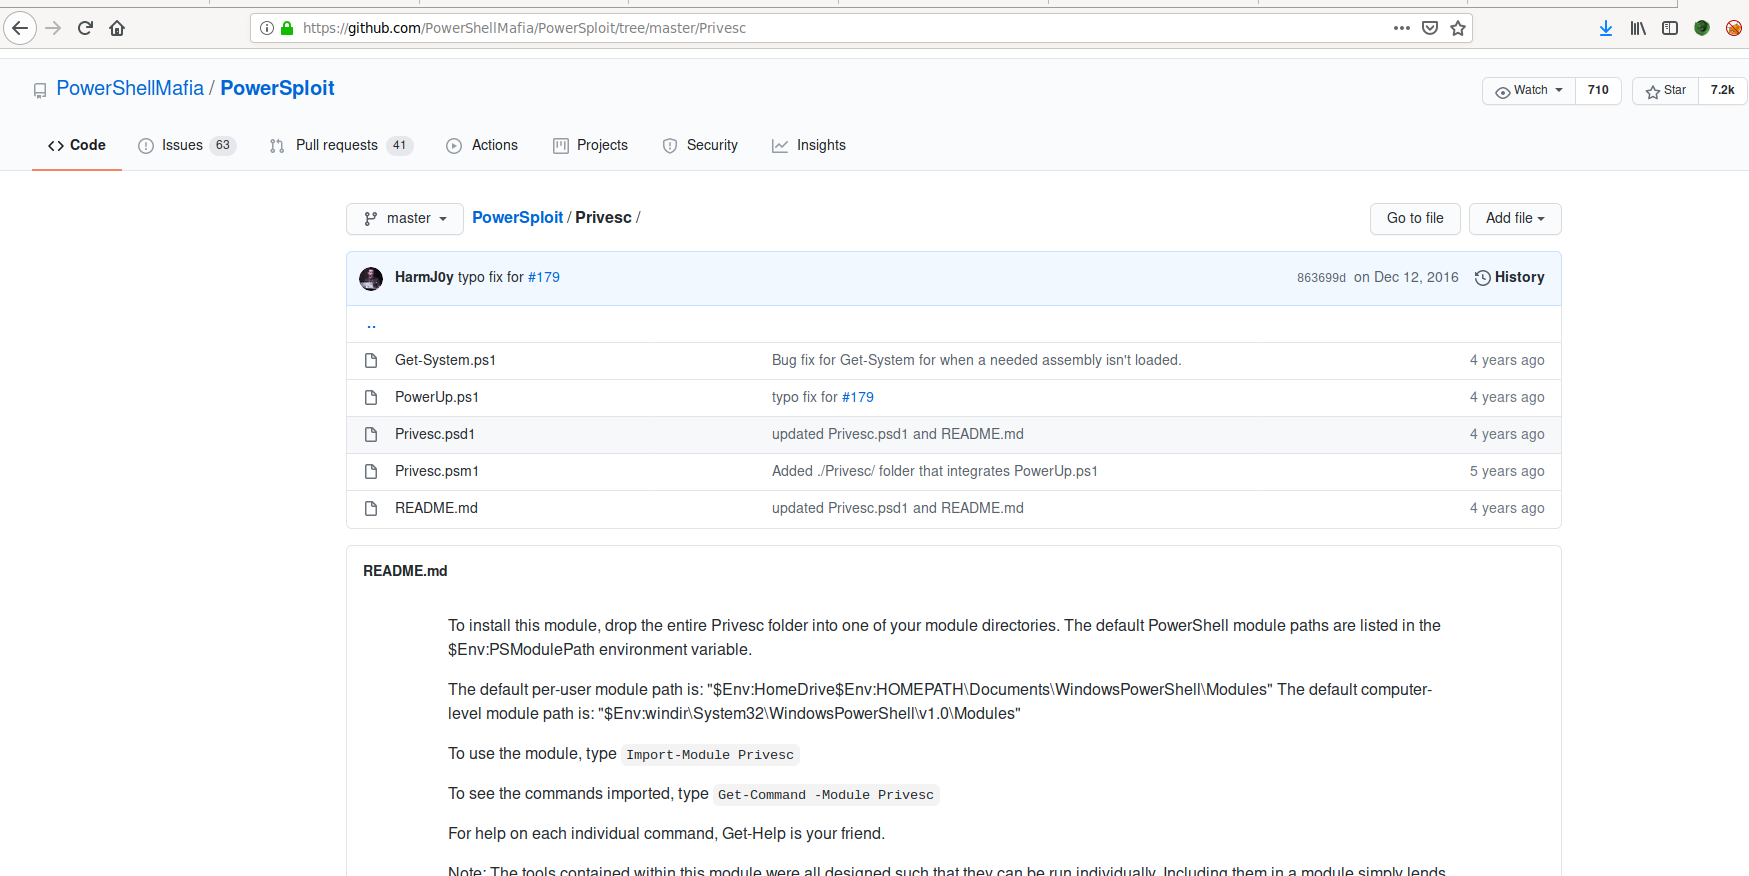 https://github.com/PowerShellMafia/PowerSploit/tree/master/Privesc
PowerShellMafia / PowerSploit
Watch 710 Star 7.2k
Code Issues 63 Pull requests 41 Actions Projects Security Insights
master PowerSploit / Privesc / Go to file Add file
HarmJ0y typo fix for #179 863699d on Dec 12, 2016 History
..
Get-System.ps1 Bug fix for Get-System for when a needed assembly isn't loaded. 4 years ago
PowerUp.ps1 typo fix for #179 4 years ago
Privesc.psd1 updated Privesc.psd1 and README.md 4 years ago
Privesc.psm1 Added ./Privesc/ folder that integrates PowerUp.ps1 5 years ago
README.md updated Privesc.psd1 and README.md 4 years ago
README.md
To install this module, drop the entire Privesc folder into one of your module directories. The default PowerShell module paths are listed in the
$Env:PSModulePath environment variable.
The default per-user module path is: "$Env:HomeDrive$Env:HOMEPATH\Documents\WindowsPowerShell\Modules" The default computer-
level module path is: "$Env:windir\System32\WindowsPowerShell\v1.0\Modules"
To use the module, type Import-Module Privesc
To see the commands imported, type Get-Command -Module Privesc
For help on each individual command, Get-Help is your friend.
Note: The tools contained within this module were all designed such that they can be run individually. Including them in a module simply lends